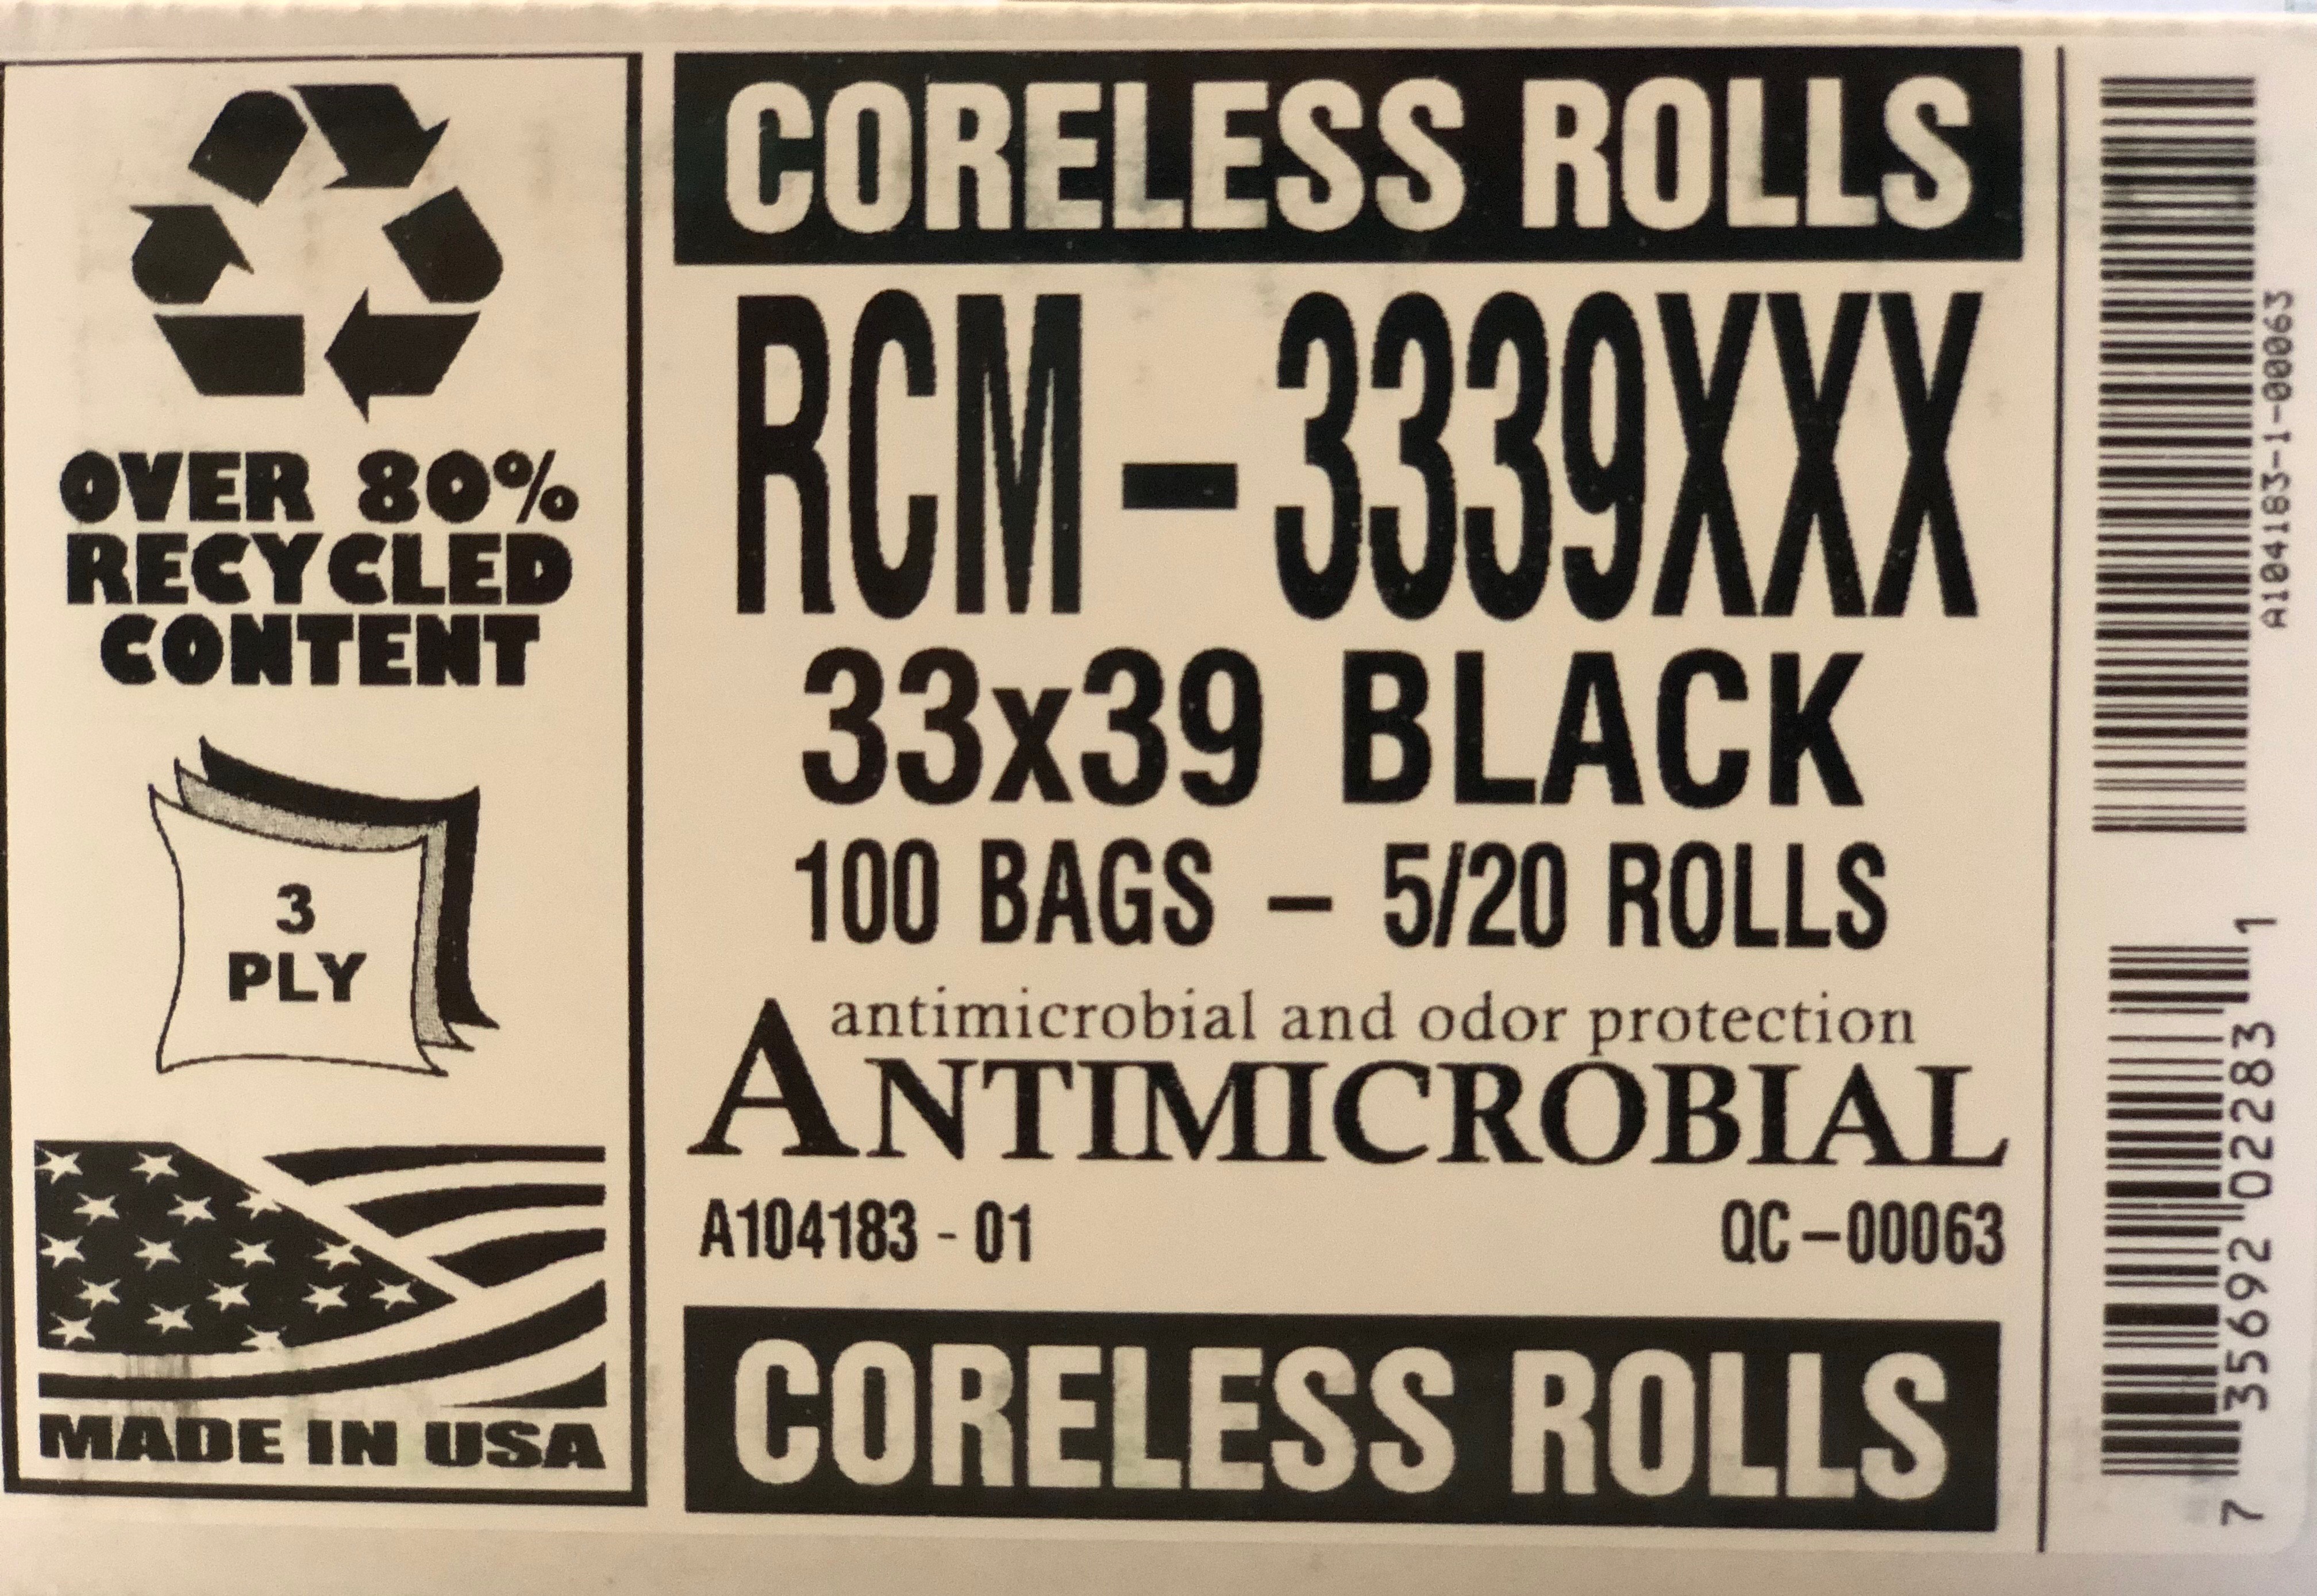 OVER 80%
RECYCLED
CONTENT
3
PLY
MADE IN USA
CORELESS ROLLS
RCM-3339XXX
33x39 BLACK
100 BAGS - 5/20 ROLLS
antimicrobial and odor protection
ANTIMICROBIAL
A104183 - 01
QC-00063
CORELESS ROLLS
A104183-1-00063
7 35692 02283 1